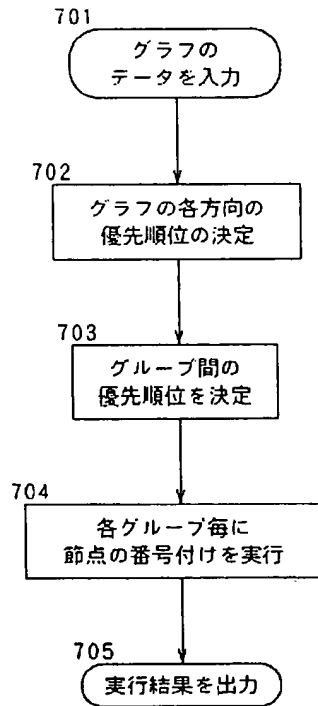 701
グラフの
データを入力
702
グラフの各方向の
優先順位の決定
703
グループ間の
優先順位を決定
704
各グループ毎に
節点の番号付けを実行
705
実行結果を出力